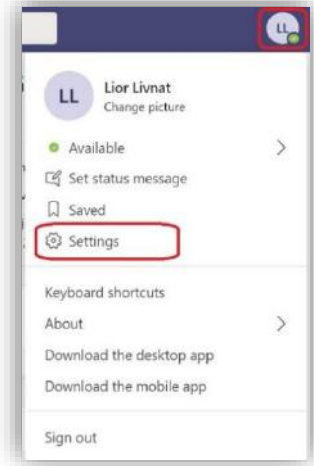 LL
LL
Lior Livnat
Change picture
Available
Set status message
Saved
Settings
Keyboard shortcuts
About
Download the desktop app
Download the mobile app
Sign out